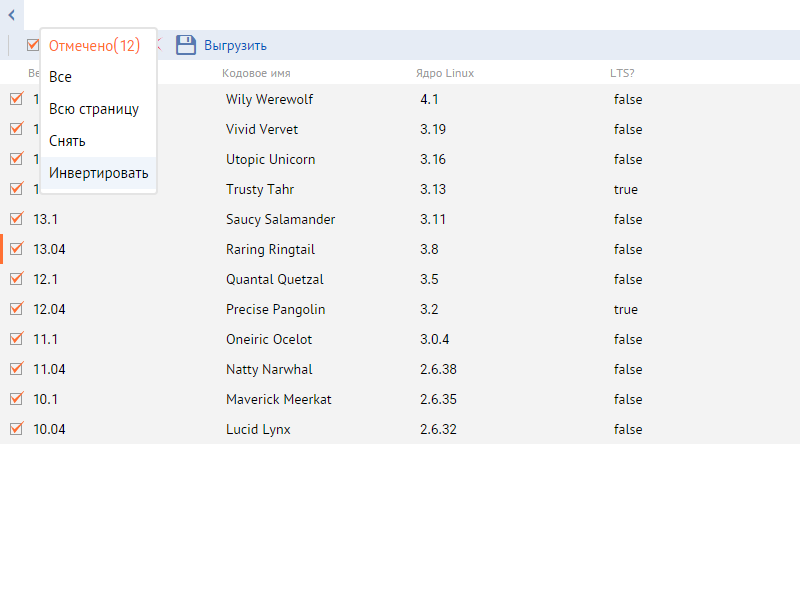 Отмечено(12) Выгрузить
Все
Всю страницу
Снять
Инвертировать
Ве Кодовое имя Ядро Linux LTS?
1 Wily Werewolf 4.1 false
1 Vivid Vervet 3.19 false
1 Utopic Unicorn 3.16 false
1 Trusty Tahr 3.13 true
13.1 Saucy Salamander 3.11 false
13.04 Raring Ringtail 3.8 false
12.1 Quantal Quetzal 3.5 false
12.04 Precise Pangolin 3.2 true
11.1 Oneiric Ocelot 3.0.4 false
11.04 Natty Narwhal 2.6.38 false
10.1 Maverick Meerkat 2.6.35 false
10.04 Lucid Lynx 2.6.32 false